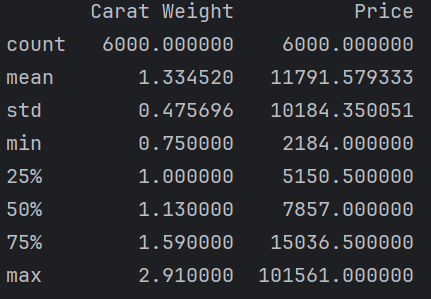 Carat Weight Price
count 6000.000000 6000.000000
mean 1.334520 11791.579333
std 0.475696 10184.350051
min 0.750000 2184.000000
25% 1.000000 5150.500000
50% 1.130000 7857.000000
75% 1.590000 15036.500000
max 2.910000 101561.000000